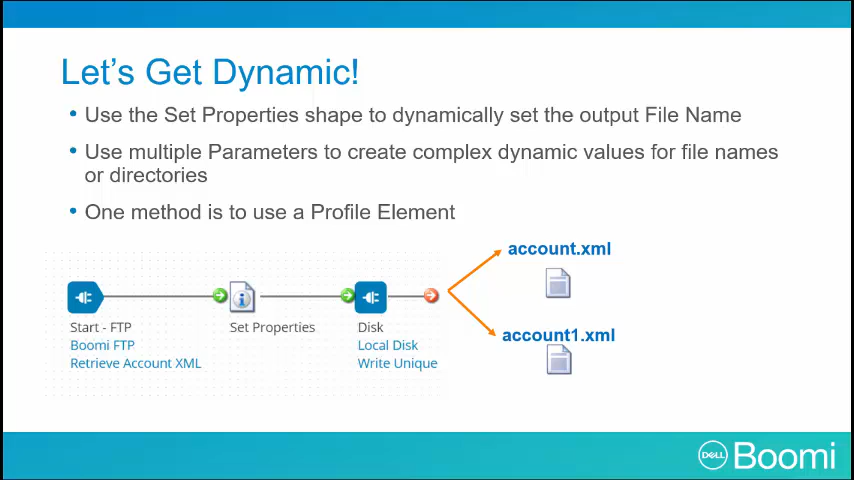 Let's Get Dynamic!
• Use the Set Properties shape to dynamically set the output File Name
• Use multiple Parameters to create complex dynamic values for file names
or directories
• One method is to use a Profile Element
account.xml
Start - FTP
Boomi FTP
Retrieve Account XML
Set Properties
Disk
Local Disk
Write Unique
account1.xml
DELL Boomi